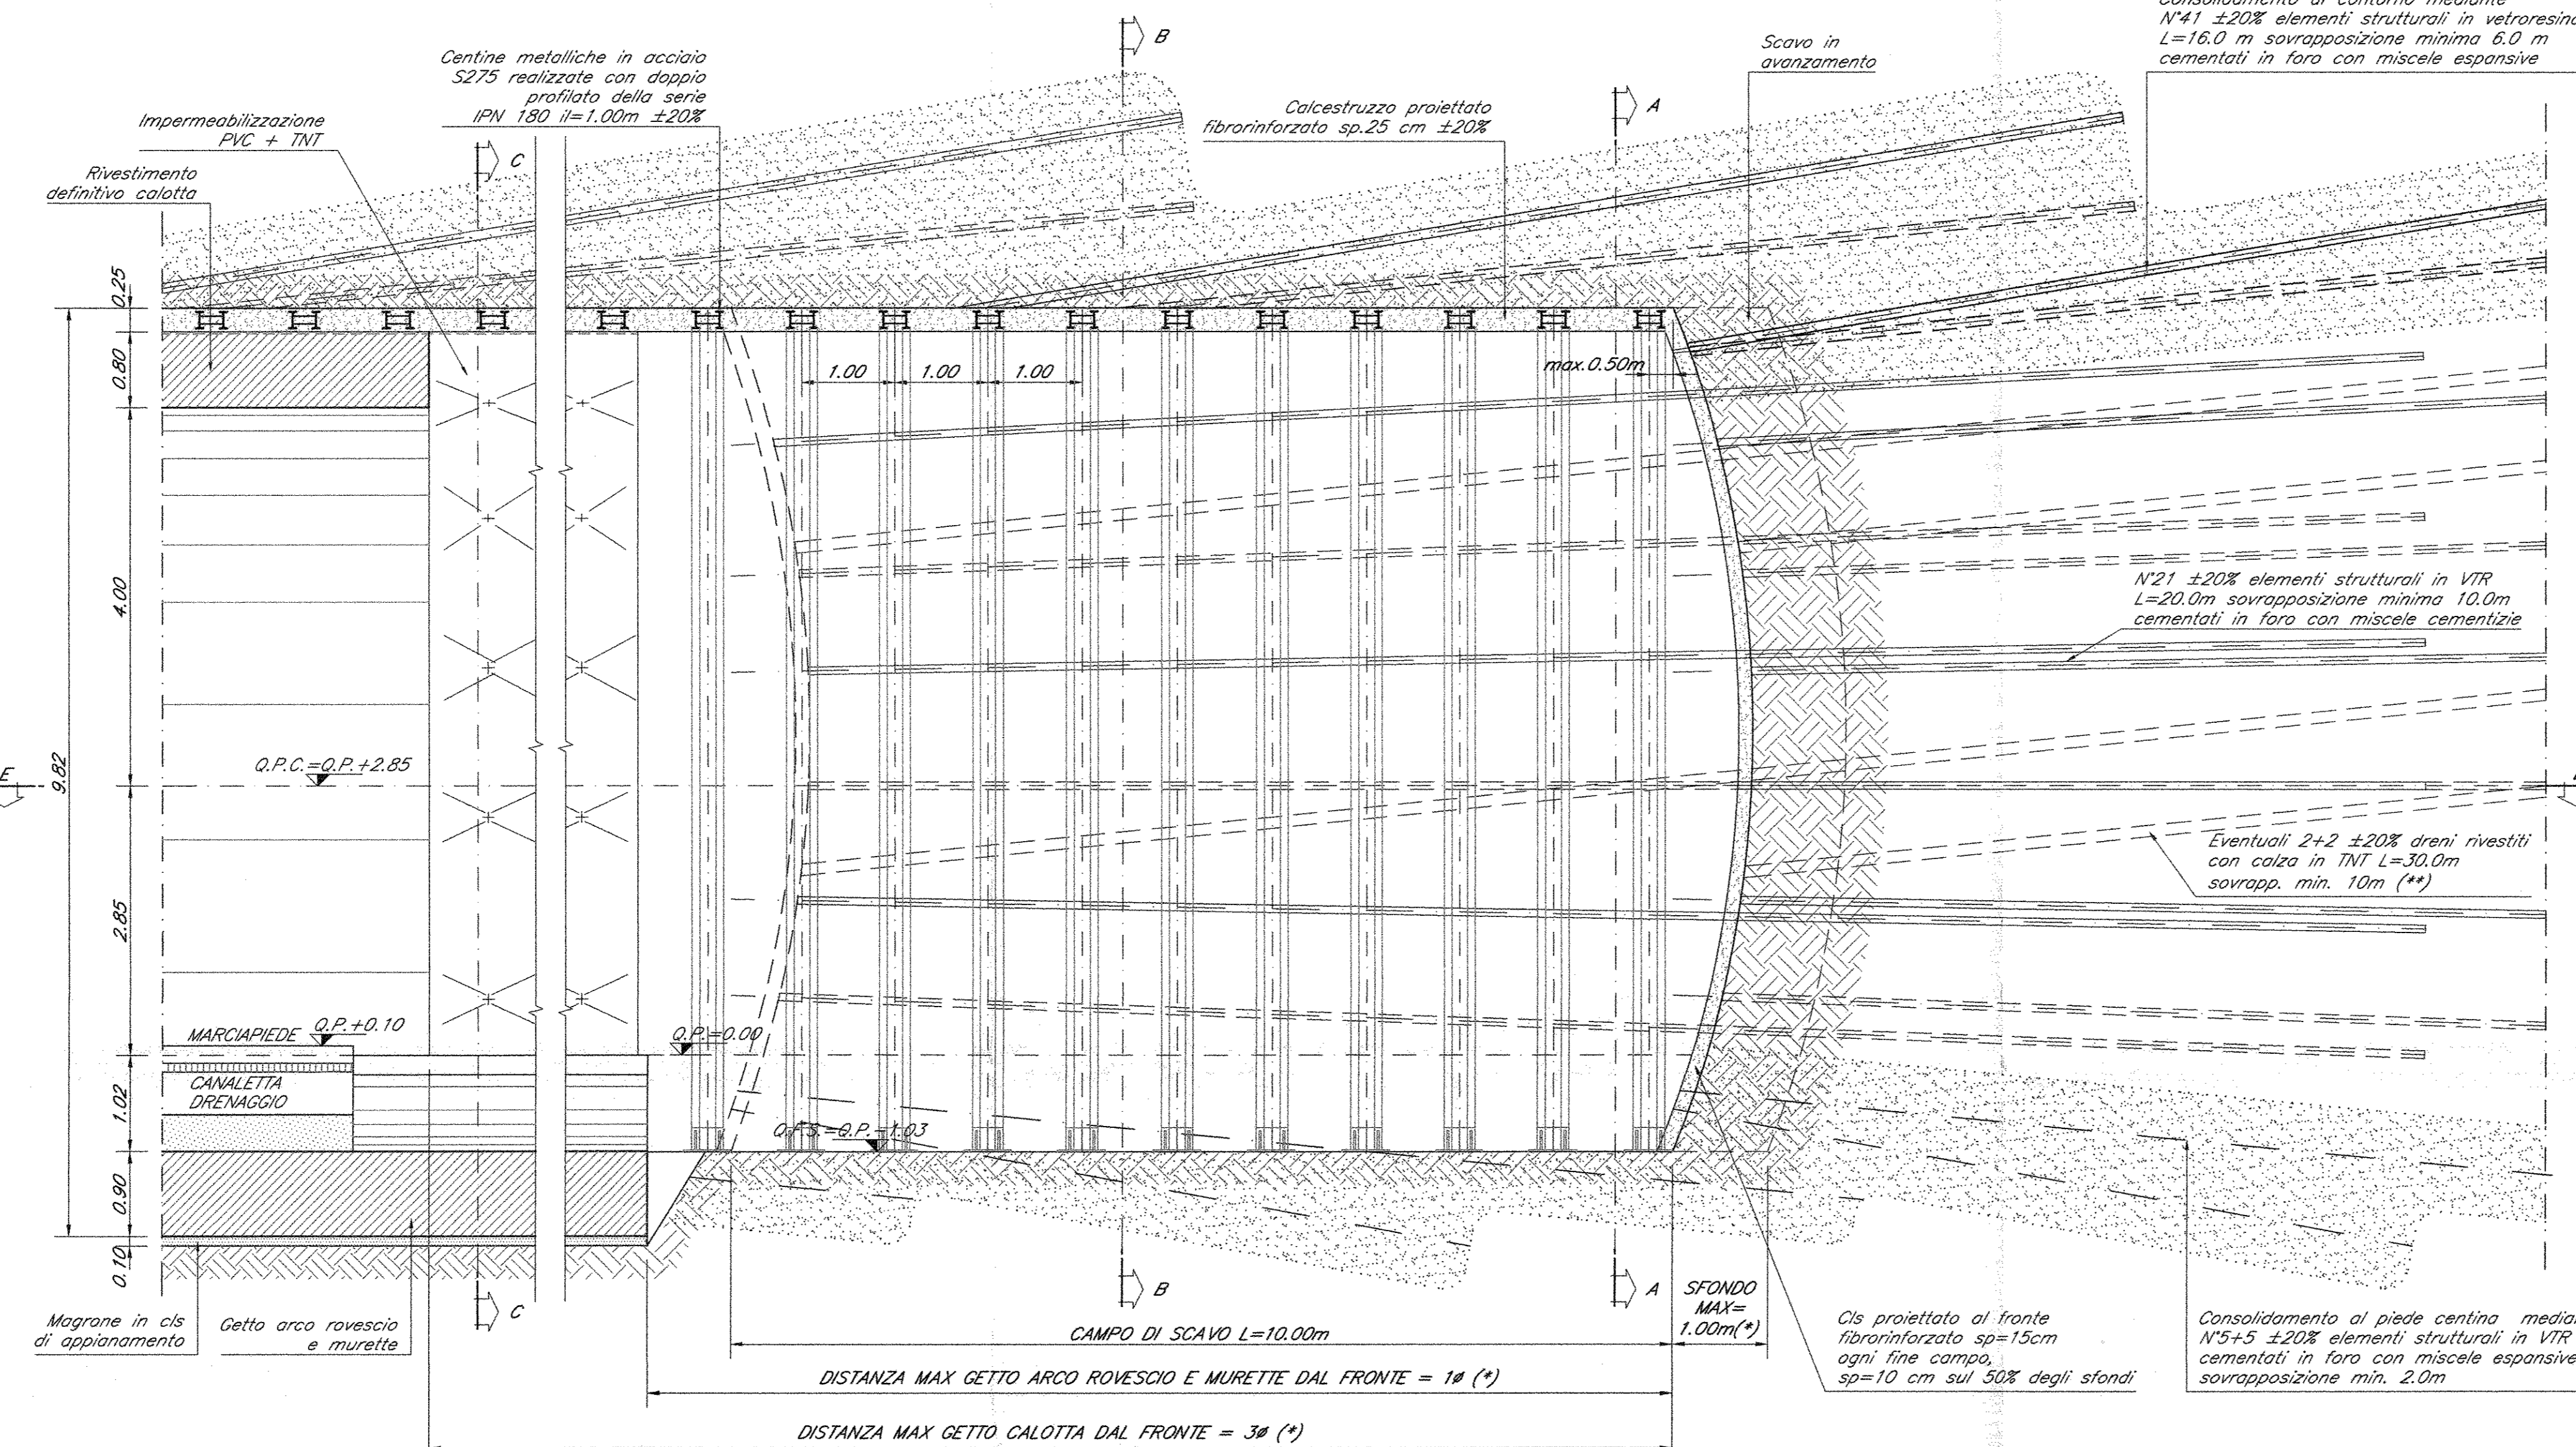 Consolidamento al contorno mediante
N°41 ±20% elementi strutturali in vetroresina
L=16.0 m sovrapposizione minima 6.0 m
cementati in foro con miscele espansive
Scavo in
avanzamento
B
Centine metalliche in acciaio
S275 realizzate con doppio
profilato della serie
IPN 180 il=1.00m ±20%
Calcestruzzo proiettato
fibrorinforzato sp.25 cm ±20%
A
Impermeabilizzazione
PVC + TNT
C
Rivestimento
definitivo calotta
0.25
0.80
4.00
2.85
1.02
0.90
0.10
9.82
1.00
1.00
1.00
max.0.50m
N°21 ±20% elementi strutturali in VTR
L=20.0m sovrapposizione minima 10.0m
cementati in foro con miscele cementizie
E
Q.P.C.=Q.P.+2.85
Eventuali 2+2 ±20% dreni rivestiti
con calza in TNT L=30.0m
sovrapp. min. 10m (**)
MARCIAPIEDE
Q.P.+0.10
Q.P.=0.00
CANALETTA
DRENAGGIO
Q.F.S.=Q.P.-1.03
Magrone in cls
di appianamento
Getto arco rovescio
e murette
C
B
A
SFONDO
MAX=
1.00m(*)
CAMPO DI SCAVO L=10.00m
DISTANZA MAX GETTO ARCO ROVESCIO E MURETTE DAL FRONTE = 1ø (*)
DISTANZA MAX GETTO CALOTTA DAL FRONTE = 3ø (*)
Cls proiettato al fronte
fibrorinforzato sp=15cm
ogni fine campo,
sp=10 cm sul 50% degli sfondi
Consolidamento al piede centina media
N°5+5 ±20% elementi strutturali in VTR
cementati in foro con miscele espansive
sovrapposizione min. 2.0m